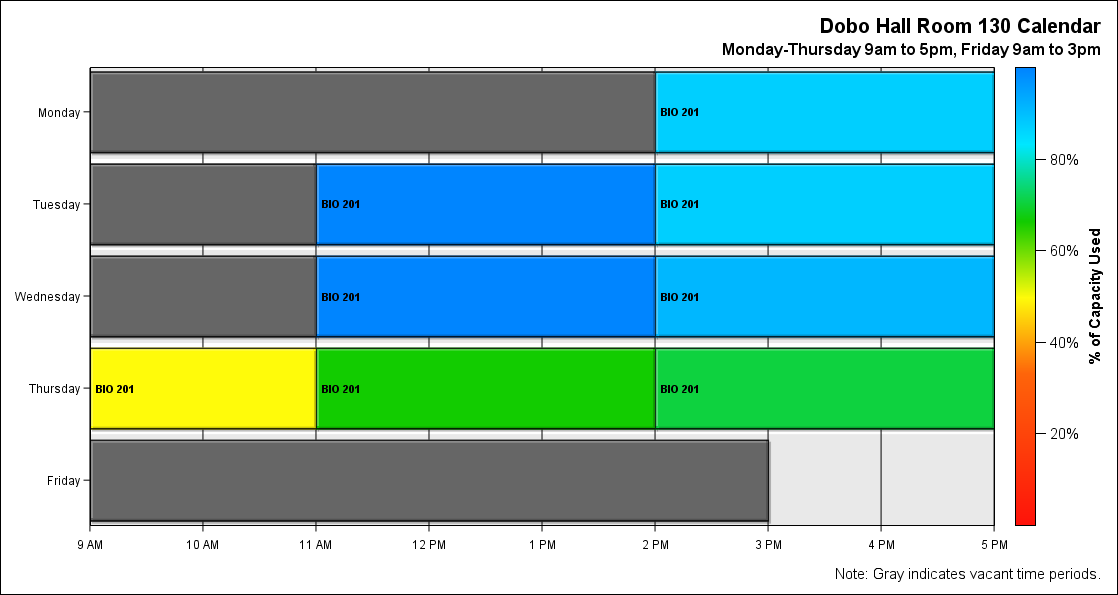 Dobo Hall Room 130 Calendar
Monday-Thursday 9am to 5pm, Friday 9am to 3pm
Monday
BIO 201
Tuesday
BIO 201
BIO 201
Wednesday
BIO 201
BIO 201
Thursday
BIO 201
BIO 201
BIO 201
Friday
9 AM
10 AM
11 AM
12 PM
1 PM
2 PM
3 PM
4 PM
5 PM
80%
60%
40%
20%
% of Capacity Used
Note: Gray indicates vacant time periods.